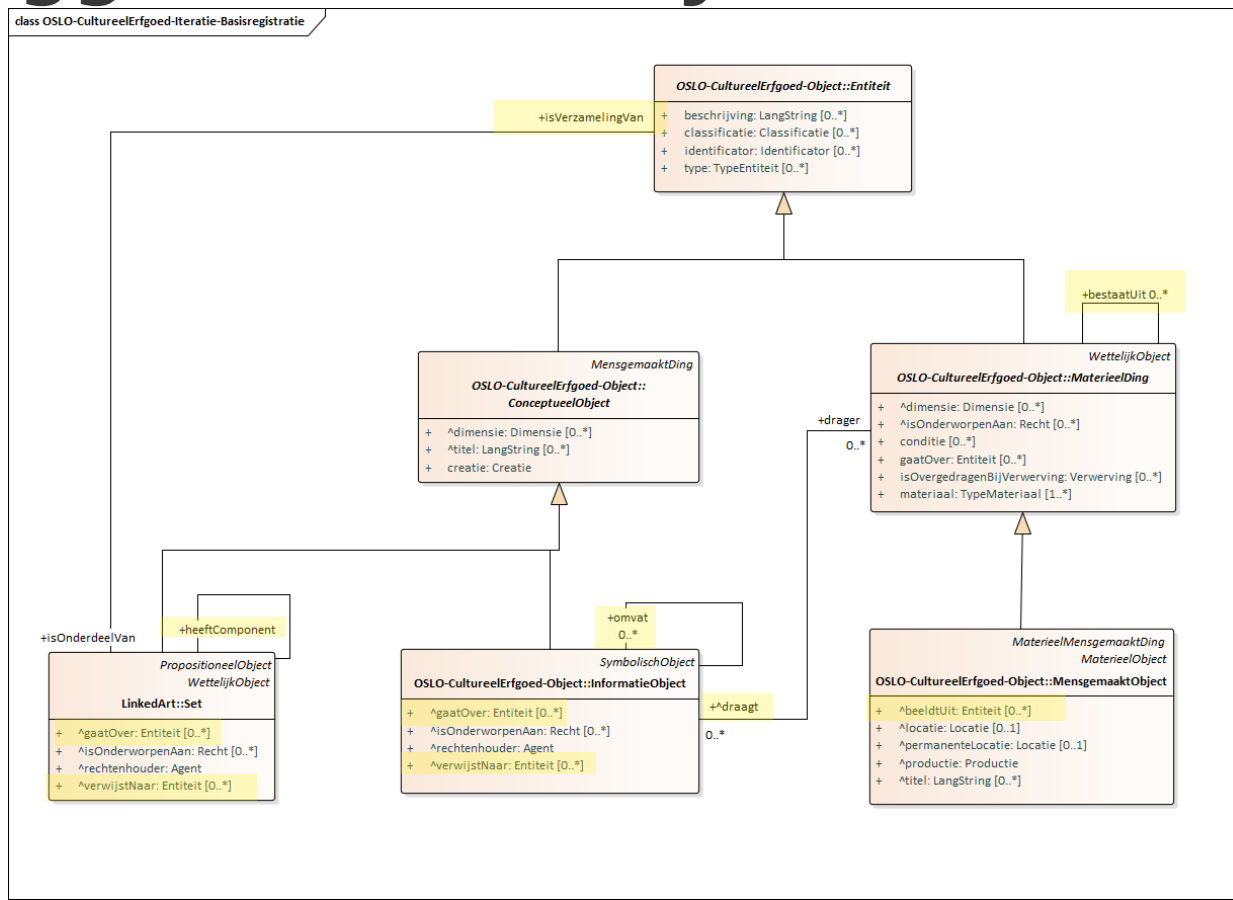 class OSLO-CultureelErfgoed-Iteratie-Basisregistratie
OSLO-CultureelErfgoed-Object::Entiteit
+ beschrijving: LangString [0..*]
+ classificatie: Classificatie [0..*]
+ identificator: Identificator [0..*]
+ type: TypeEntiteit [0..*]
+isVerzamelingVan
+bestaatUit 0..*
MensgemaaktDing
OSLO-CultureelErfgoed-Object::
ConceptueelObject
+ ^dimensie: Dimensie [0..*]
+ ^titel: LangString [0..*]
+ creatie: Creatie
+drager
0..*
WettelijkObject
OSLO-CultureelErfgoed-Object::MaterieelDing
+ ^dimensie: Dimensie [0..*]
+ ^isOnderworpenAan: Recht [0..*]
+ conditie [0..*]
+ gaatOver: Entiteit [0..*]
+ isOvergedragenBijVerwerving: Verwerving [0..*]
+ materiaal: TypeMateriaal [1..*]
+isOnderdeelVan
+heeftComponent
+omvat
0..*
PropositioneelObject
WettelijkObject
LinkedArt::Set
+ ^gaatOver: Entiteit [0..*]
+ ^isOnderworpenAan: Recht [0..*]
+ ^rechtenhouder: Agent
+ ^verwijstNaar: Entiteit [0..*]
SymbolischObject
OSLO-CultureelErfgoed-Object::InformatieObject
+ ^gaatOver: Entiteit [0..*]
+ ^isOnderworpenAan: Recht [0..*]
+ ^rechtenhouder: Agent
+ ^verwijstNaar: Entiteit [0..*]
+^draagt
0..*
MaterieelMensgemaaktDing
MaterieelObject
OSLO-CultureelErfgoed-Object::MensgemaaktObject
+ ^beeldtUit: Entiteit [0..*]
+ ^locatie: Locatie [0..1]
+ ^permanenteLocatie: Locatie [0..1]
+ ^productie: Productie
+ ^titel: LangString [0..*]